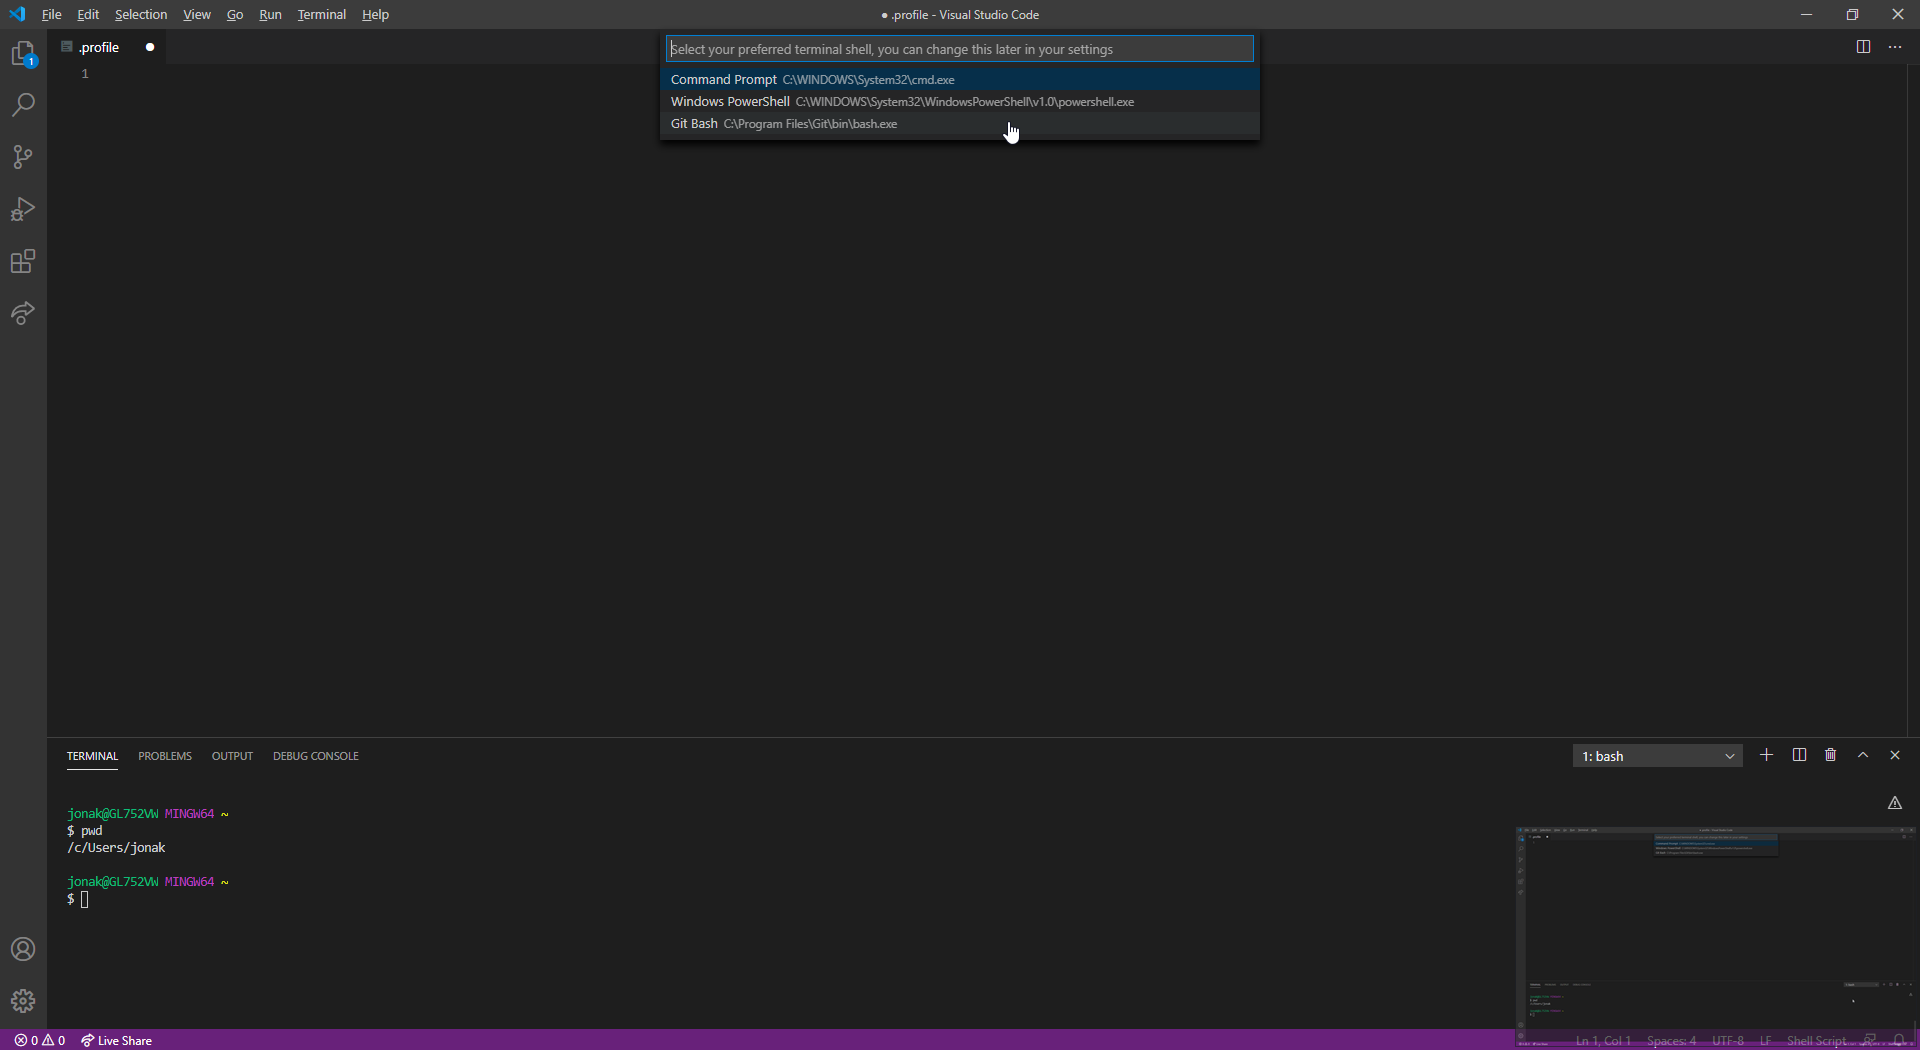 File Edit Selection View Go Run Terminal Help
● .profile - Visual Studio Code
.profile
1
1
Select your preferred terminal shell, you can change this later in your settings
Command Prompt C:\WINDOWS\System32\cmd.exe
Windows PowerShell C:\WINDOWS\System32\WindowsPowerShell\v1.0\powershell.exe
Git Bash C:\Program Files\Git\bin\bash.exe
TERMINAL PROBLEMS OUTPUT DEBUG CONSOLE
1: bash
jonak@GL752VW MINGW64 ~
$ pwd
/c/Users/jonak
jonak@GL752VW MINGW64 ~
$
0 0 Live Share
Ln 1, Col 1 Spaces: 4 UTF-8 LF Shell Script